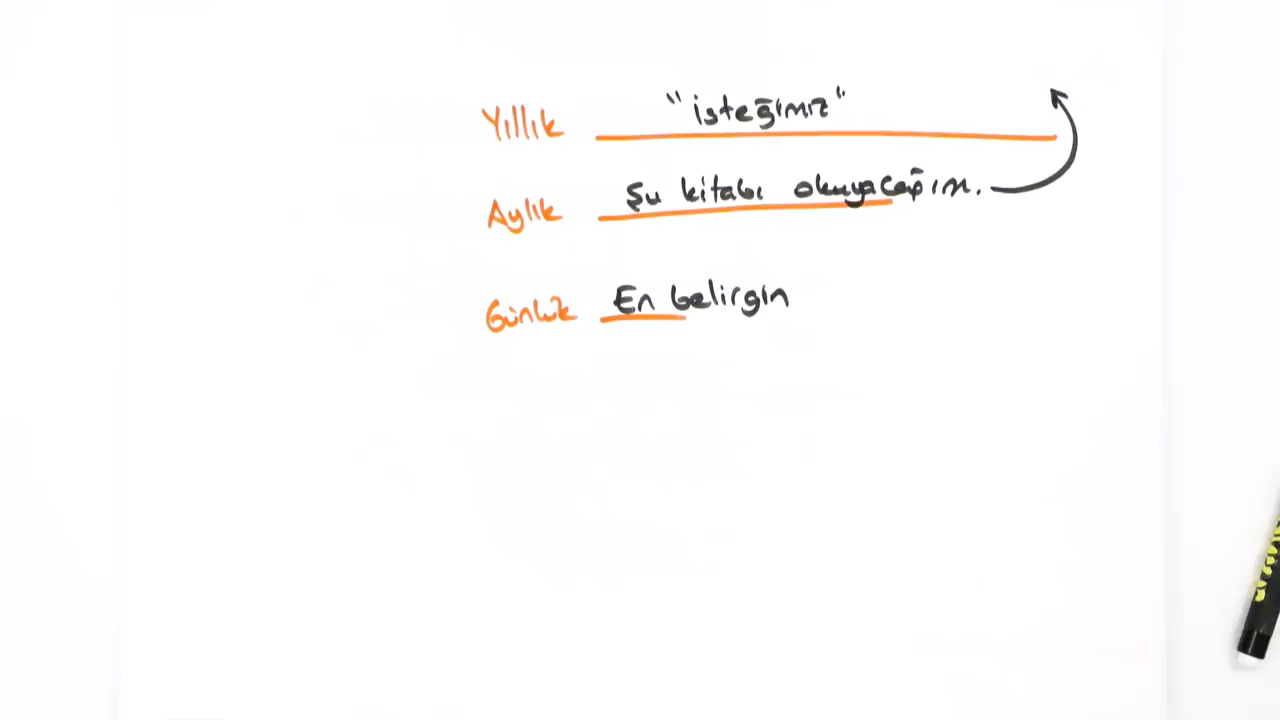 Yıllık "isteğimiz"
Aylık Şu kitabı okuyacağım.
Günlük En belirgin